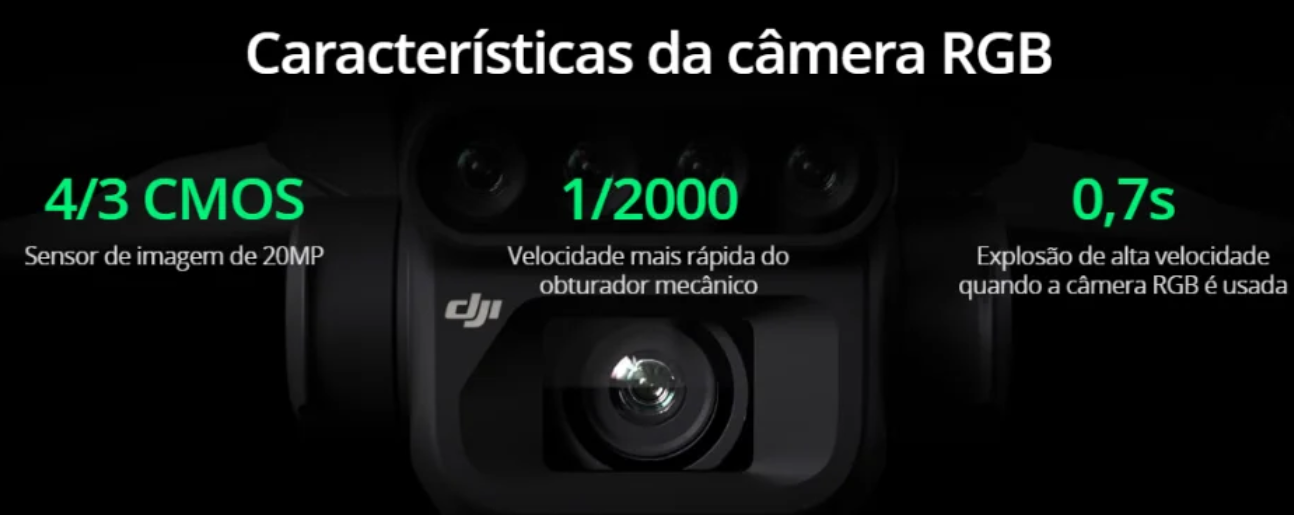 Características da câmera RGB
4/3 CMOS
Sensor de imagem de 20MP
1/2000
Velocidade mais rápida do
obturador mecânico
0,7s
Explosão de alta velocidade
quando a câmera RGB é usada
dji